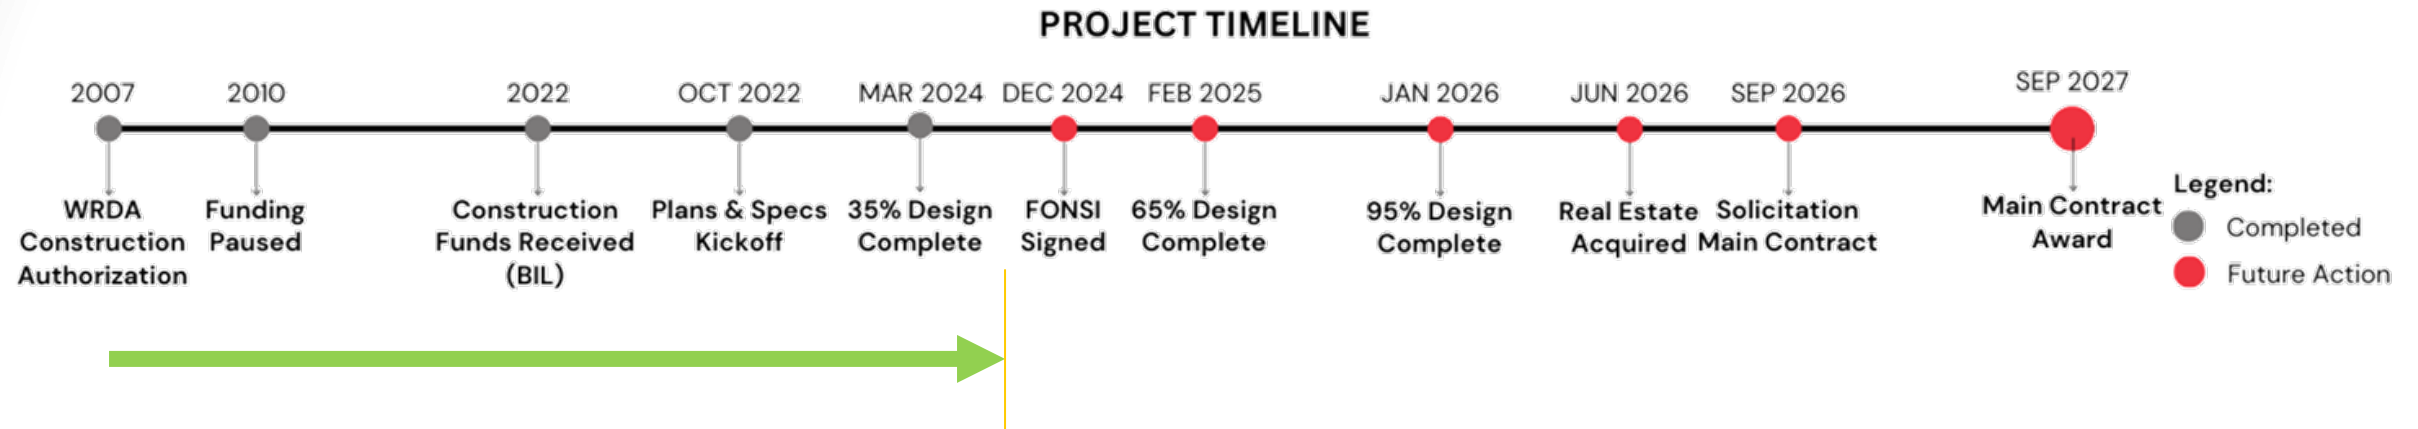 PROJECT TIMELINE
2007
2010
2022
OCT 2022
MAR 2024
DEC 2024
FEB 2025
JAN 2026
JUN 2026
SEP 2026
SEP 2027
WRDA
Construction
Authorization
Funding
Paused
Construction
Funds Received
(BIL)
Plans & Specs
Kickoff
35% Design
Complete
FONSI
Signed
65% Design
Complete
95% Design
Complete
Real Estate
Acquired
Solicitation
Main Contract
Main Contract
Award
Legend:
Completed
Future Action